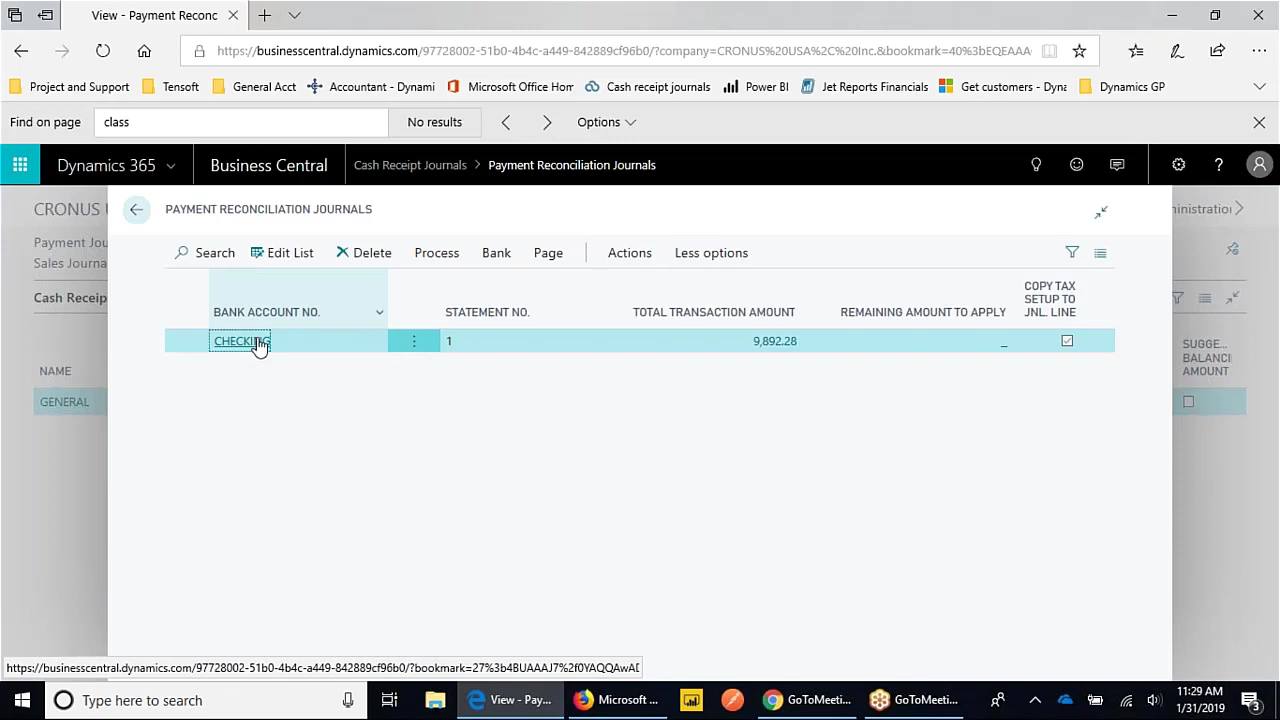 View - Payment Reconc
https://businesscentral.dynamics.com/97728002-51b0-4b4c-a449-842889cf96b0/?company=CRONUS%20USA%2C%20Inc.&bookmark=40%3bEQEAAA
Project and Support
Tensoft
General Acct
Accountant - Dynami
Microsoft Office Hom
Cash receipt journals
Power BI
Jet Reports Financials
Get customers - Dyna
Dynamics GP
Find on page
class
No results
Options
Dynamics 365
Business Central
Cash Receipt Journals > Payment Reconciliation Journals
CRONUS U
PAYMENT RECONCILIATION JOURNALS
ministration
Payment Jou
Sales Journa
Search
Edit List
Delete
Process
Bank
Page
Actions
Less options
Cash Receip
BANK ACCOUNT NO.
STATEMENT NO.
TOTAL TRANSACTION AMOUNT
REMAINING AMOUNT TO APPLY
COPY TAX
SETUP TO
JNL. LINE
CHECKING
1
9,892.28
_
NAME
SUGGE...
BALANCI
AMOUNT
GENERAL
https://businesscentral.dynamics.com/97728002-51b0-4b4c-a449-842889cf96b0/?bookmark=27%3b4BUAAAJ7%2f0YAQQAwAD
Type here to search
View - Pay...
Microsoft ...
GoToMeeti...
GoToMeeti...
11:29 AM
1/31/2019
3